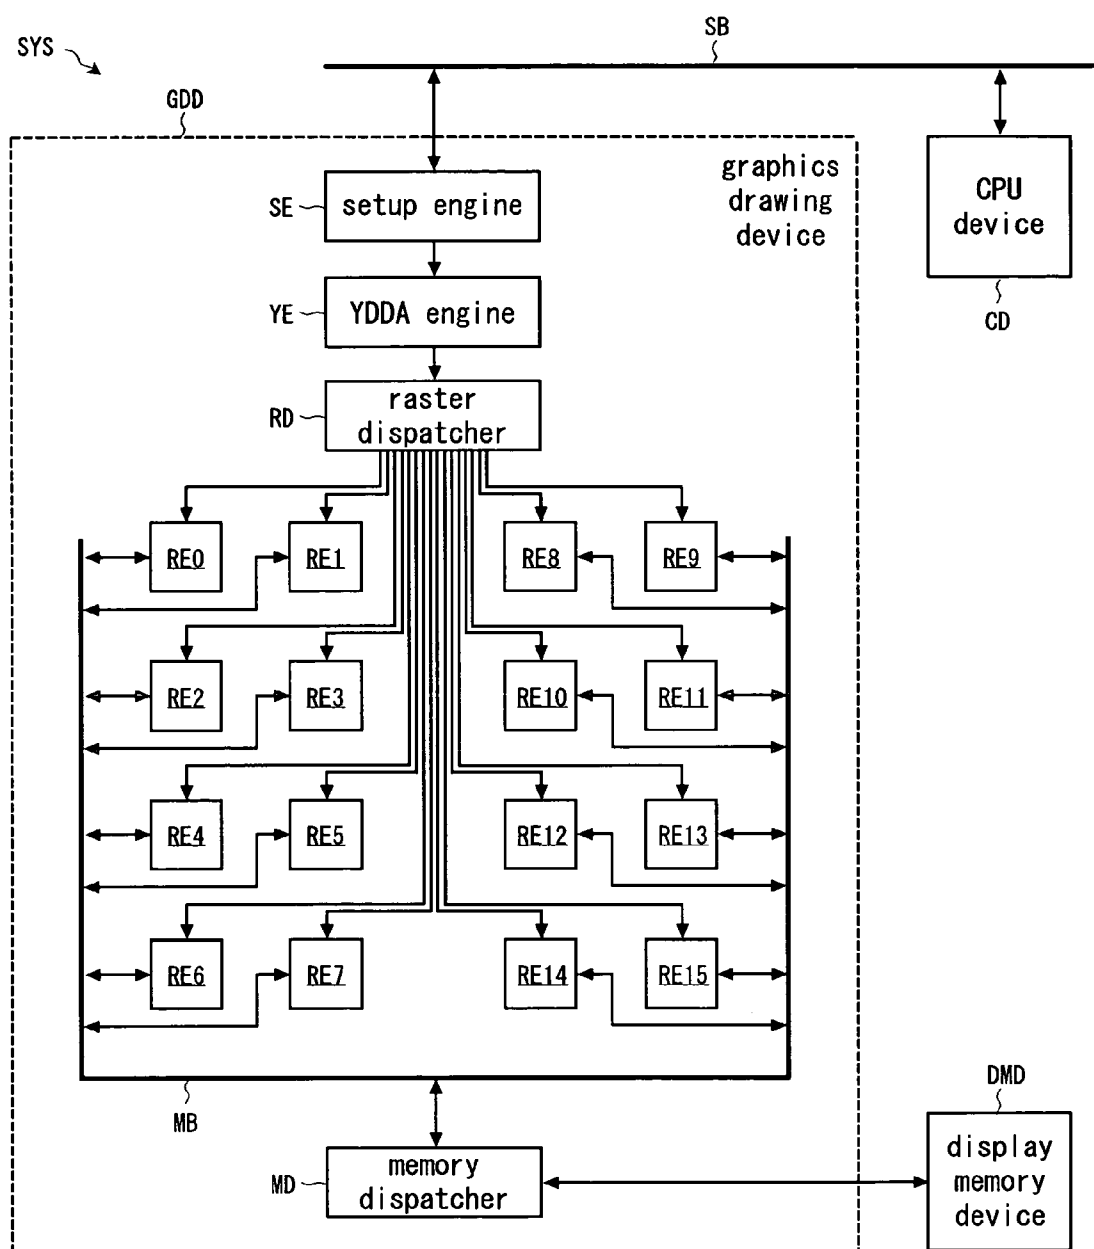 SB
SYS
GDD
graphics
drawing
device
CPU
device
SE
setup engine
CD
YE
YDDA engine
RD
raster
dispatcher
RE0
RE1
RE8
RE9
RE2
RE3
RE10
RE11
RE4
RE5
RE12
RE13
RE6
RE7
RE14
RE15
MB
DMD
MD
memory
dispatcher
display
memory
device